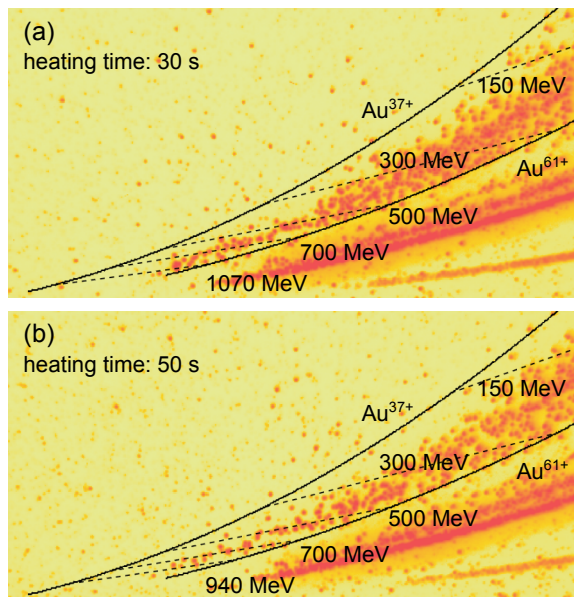 (a)
heating time: 30 s
150 MeV
Au³⁷⁺
300 MeV
Au⁶¹⁺
500 MeV
700 MeV
1070 MeV
(b)
heating time: 50 s
150 MeV
Au³⁷⁺
300 MeV
Au⁶¹⁺
500 MeV
700 MeV
940 MeV